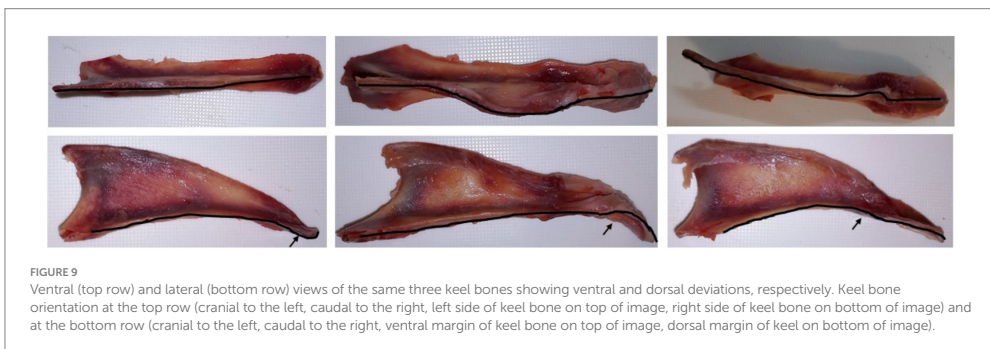 FIGURE 9
Ventral (top row) and lateral (bottom row) views of the same three keel bones showing ventral and dorsal deviations, respectively. Keel bone
orientation at the top row (cranial to the left, caudal to the right, left side of keel bone on top of image, right side of keel bone on bottom of image) and
at the bottom row (cranial to the left, caudal to the right, ventral margin of keel bone on top of image, dorsal margin of keel on bottom of image).